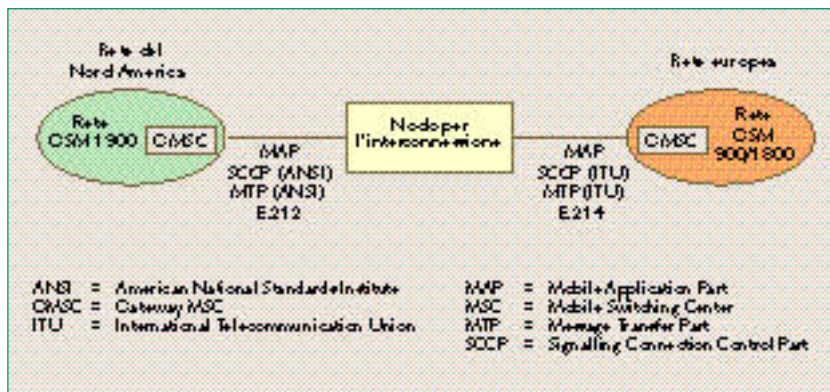 Rete del
Nord America
Rete europea
Rete
GSM 1900
GMSC
Nodo per
l'interconnessione
GMSC
Rete
GSM
900/1800
MAP
SCCP (ANSI)
MTP (ANSI)
E.212
MAP
SCCP (ITU)
MTP (ITU)
E.214
ANSI = American National Standards Institute
GMSC = Gateway MSC
ITU = International Telecommunication Union
MAP = Mobile Application Part
MSC = Mobile Switching Center
MTP = Message Transfer Part
SCCP = Signalling Connection Control Part